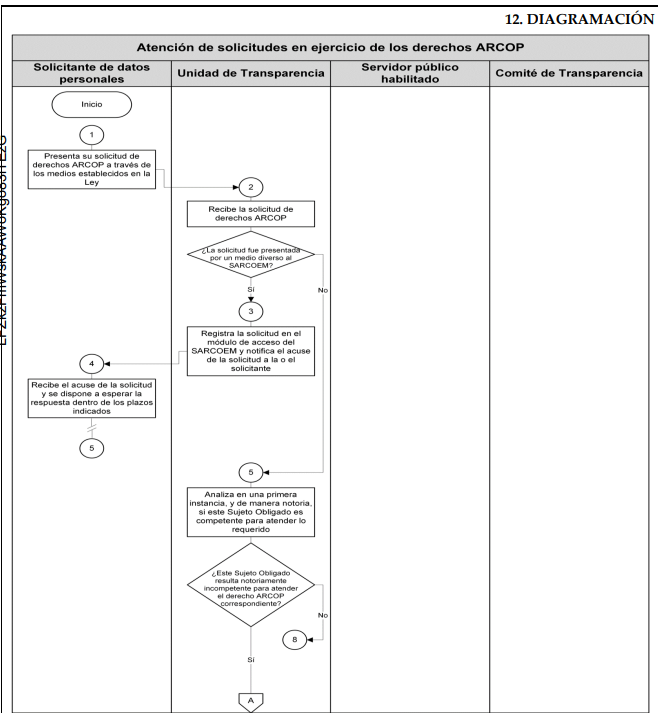 12. DIAGRAMACIÓN
Atención de solicitudes en ejercicio de los derechos ARCOP
Solicitante de datos
personales
Unidad de Transparencia
Servidor público
habilitado
Comité de Transparencia
Inicio
1
Presenta su solicitud de
derechos ARCOP a través de
los medios establecidos en la
Ley
2
Recibe la solicitud de
derechos ARCOP
¿La solicitud fue presentada
por un medio diverso al
SARCOEM?
Sí
No
3
Registra la solicitud en el
módulo de acceso del
SARCOEM y notifica el acuse
de la solicitud a la o el
solicitante
4
Recibe el acuse de la solicitud
y se dispone a esperar la
respuesta dentro de los plazos
indicados
5
5
Analiza en una primera
instancia, y de manera notoria,
si este Sujeto Obligado es
competente para atender lo
requerido
¿Este Sujeto Obligado
resulta notoriamente
incompetente para atender
el derecho ARCOP
correspondiente?
No
8
Sí
A